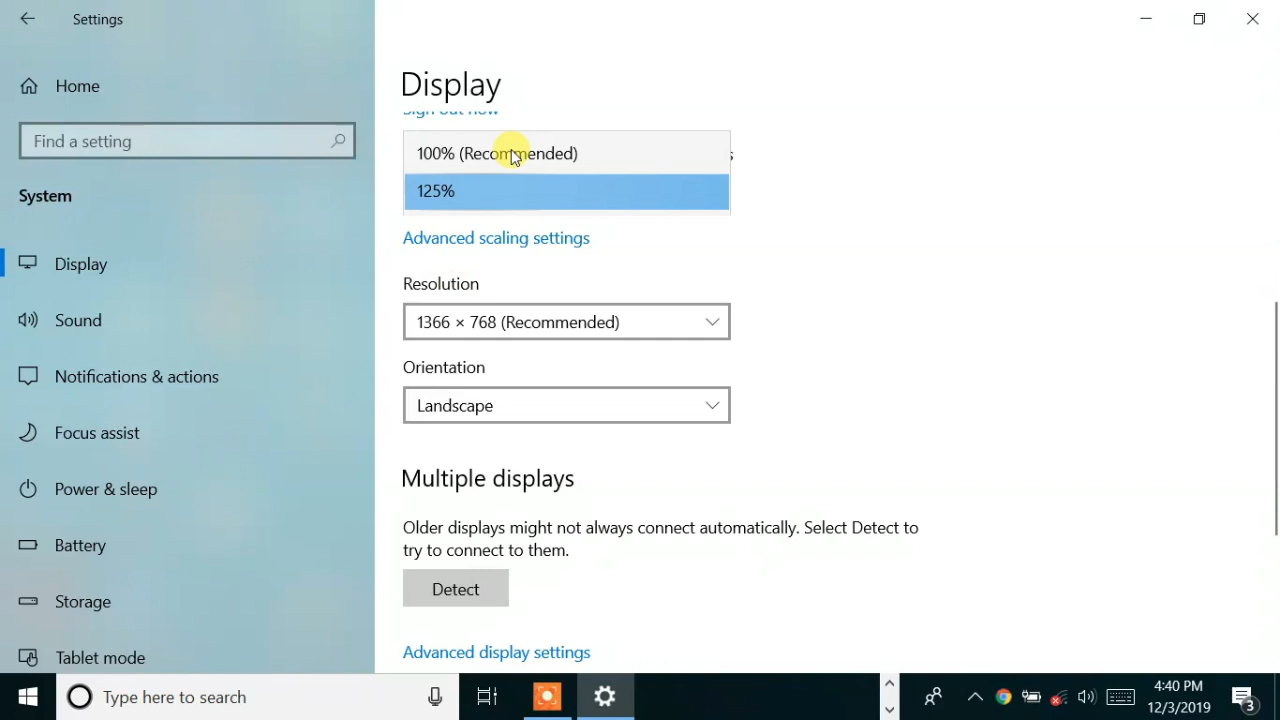 Settings
Home
Find a setting
System
Display
Sound
Notifications & actions
Focus assist
Power & sleep
Battery
Storage
Tablet mode
Display
Sign out now
100% (Recommended)
125%
Advanced scaling settings
Resolution
1366 × 768 (Recommended)
Orientation
Landscape
Multiple displays
Older displays might not always connect automatically. Select Detect to
try to connect to them.
Detect
Advanced display settings
Type here to search
4:40 PM
12/3/2019
3